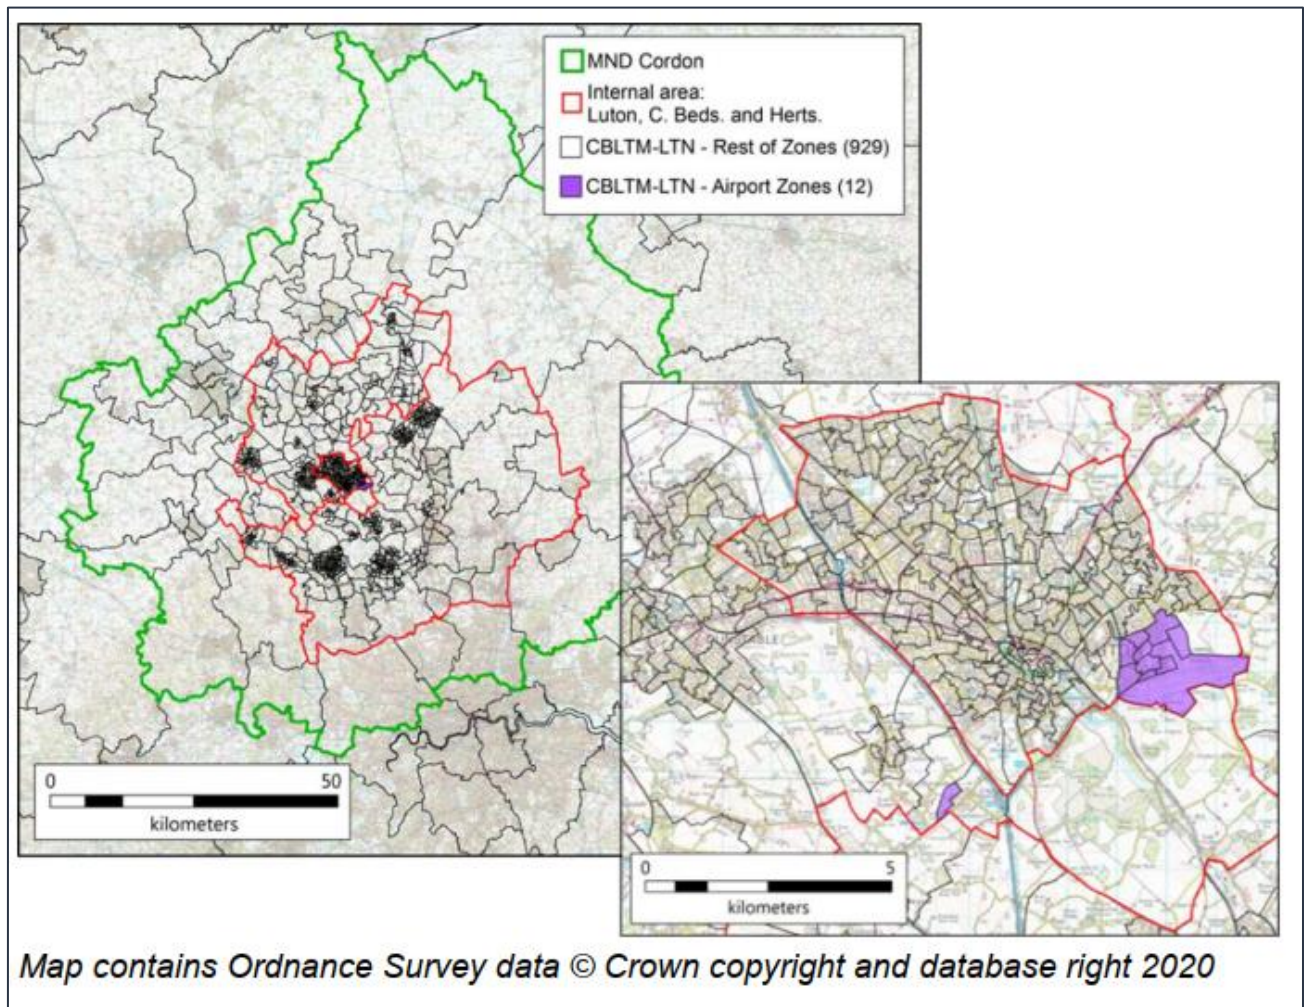 MND Cordon
Internal area:
Luton, C. Beds. and Herts.
CBLTM-LTN - Rest of Zones (929)
CBLTM-LTN - Airport Zones (12)
0 50
kilometers
0 5
kilometers
Map contains Ordnance Survey data © Crown copyright and database right 2020